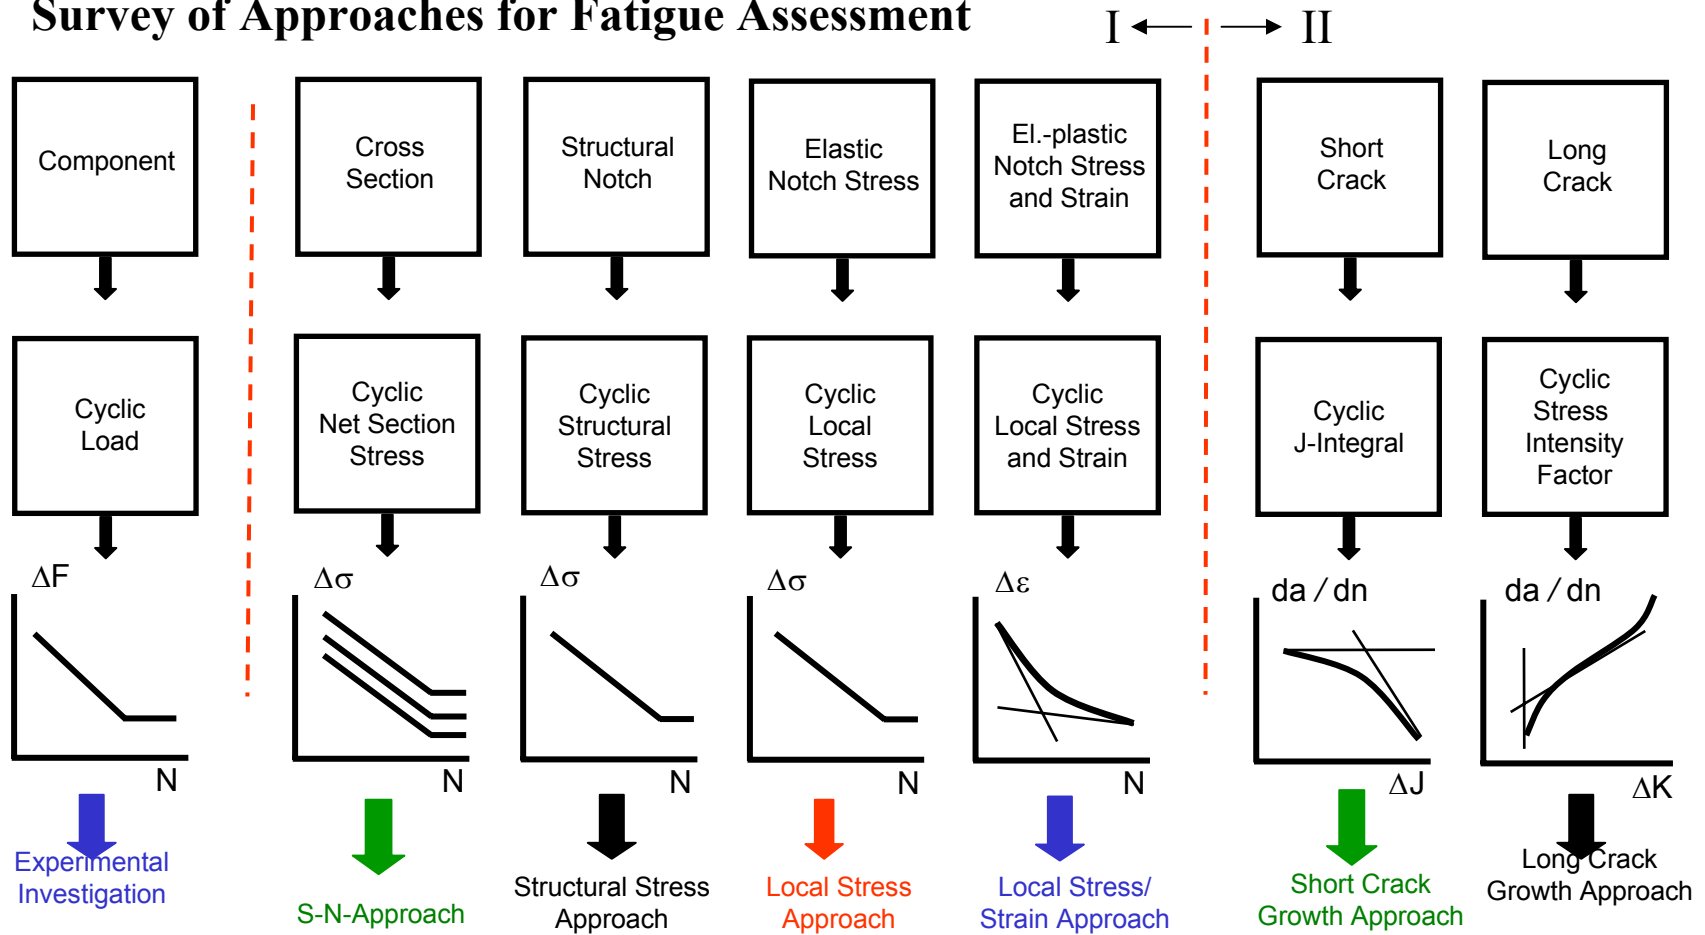 Survey of Approaches for Fatigue Assessment
I
II
Component
Cross
Section
Structural
Notch
Elastic
Notch Stress
El.-plastic
Notch Stress
and Strain
Short
Crack
Long
Crack
Cyclic
Load
Cyclic
Net Section
Stress
Cyclic
Structural
Stress
Cyclic
Local
Stress
Cyclic
Local Stress
and Strain
Cyclic
J-Integral
Cyclic
Stress
Intensity
Factor
ΔF
N
Δσ
N
Δσ
N
Δσ
N
Δε
N
da / dn
ΔJ
da / dn
ΔK
Experimental
Investigation
S-N-Approach
Structural Stress
Approach
Local Stress
Approach
Local Stress/
Strain Approach
Short Crack
Growth Approach
Long Crack
Growth Approach